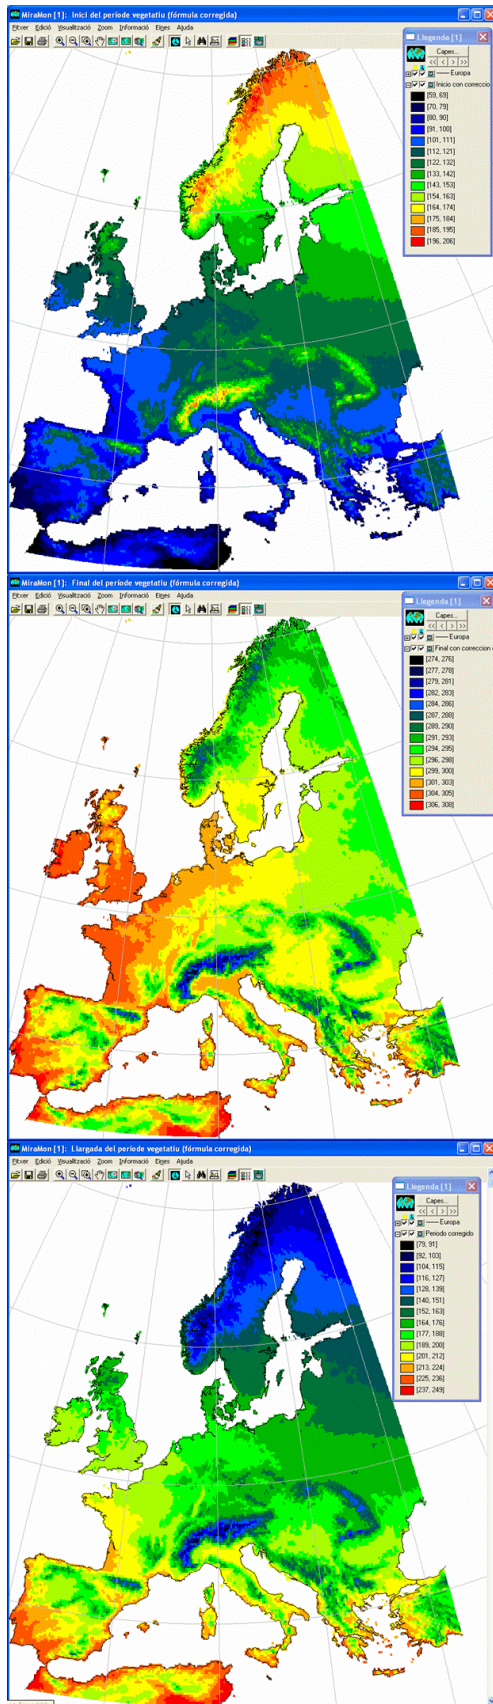 MiraMon [1]: Inici del període vegetatiu (fórmula corregida)
Fitxer Edició Visualització Zoom Informació Eines Ajuda
Llegenda [1]
Capes...
<< < > >>
Europa
Inicio con correccio
[59, 69]
[70, 79]
[80, 90]
[91, 100]
[101, 111]
[112, 121]
[122, 132]
[133, 142]
[143, 153]
[154, 163]
[164, 174]
[175, 184]
[185, 195]
[196, 206]
MiraMon [1]: Final del període vegetatiu (fórmula corregida)
Fitxer Edició Visualització Zoom Informació Eines Ajuda
Llegenda [1]
Capes...
<< < > >>
Europa
Final con correccion
[274, 276]
[277, 278]
[279, 281]
[282, 283]
[284, 286]
[287, 288]
[289, 290]
[291, 293]
[294, 295]
[296, 298]
[299, 300]
[301, 303]
[304, 305]
[306, 308]
MiraMon [1]: Llargada del període vegetatiu (fórmula corregida)
Fitxer Edició Visualització Zoom Informació Eines Ajuda
Llegenda [1]
Capes...
<< < > >>
Europa
Periodo corregido
[79, 91]
[92, 103]
[104, 115]
[116, 127]
[128, 139]
[140, 151]
[152, 163]
[164, 176]
[177, 188]
[189, 200]
[201, 212]
[213, 224]
[225, 236]
[237, 249]